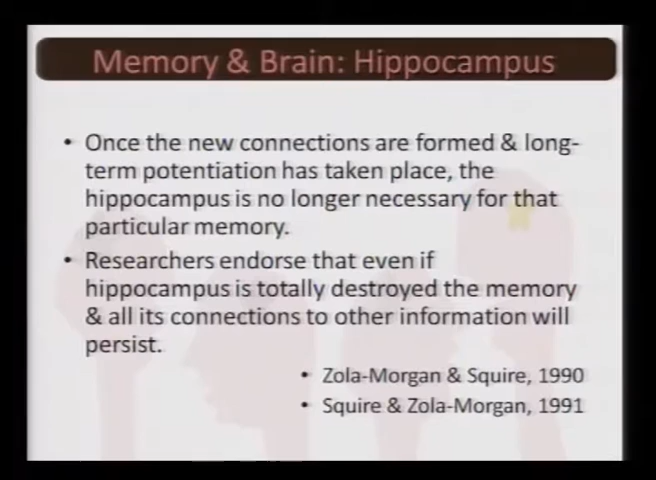 Memory & Brain: Hippocampus
• Once the new connections are formed & long-
term potentiation has taken place, the
hippocampus is no longer necessary for that
particular memory.
• Researchers endorse that even if
hippocampus is totally destroyed the memory
& all its connections to other information will
persist.
• Zola-Morgan & Squire, 1990
• Squire & Zola-Morgan, 1991